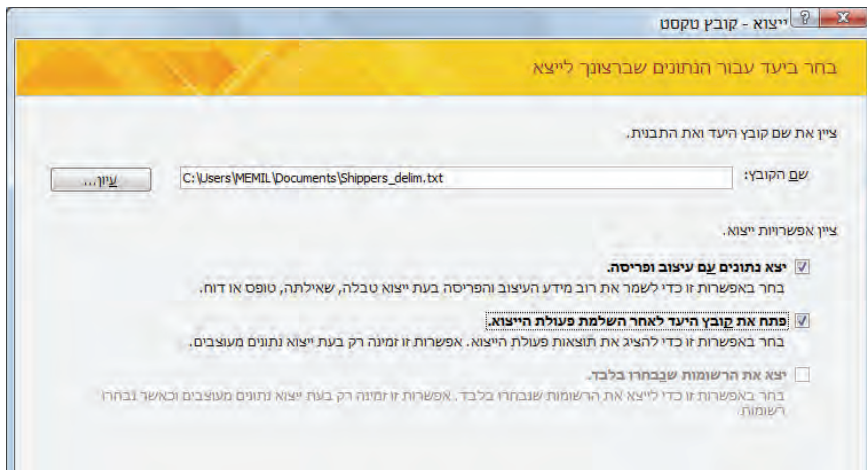 ייצוא - קובץ טקסט
בחר ביעד עבור הנתונים שברצונך לייצא
ציין את שם קובץ היעד ואת התבנית.
שם הקובץ:
C:\Users\MEMIL\Documents\Shippers_delim.txt
עיון...
ציין אפשרויות ייצוא.
יצא נתונים עם עיצוב ופריסה.
בחר באפשרות זו כדי לשמר את רוב מידע העיצוב והפריסה בעת ייצוא טבלה, שאילתה, טופס או דוח.
פתח את קובץ היעד לאחר השלמת פעולת הייצוא.
בחר באפשרות זו כדי להציג את תוצאות פעולת הייצוא. אפשרות זו זמינה רק בעת ייצוא נתונים מעוצבים.
יצא את הרשומות שנבחרו בלבד.
בחר באפשרות זו כדי לייצא את הרשומות שנבחרו בלבד. אפשרות זו זמינה רק בעת ייצוא נתונים מעוצבים וכאשר נבחרו
רשומות.